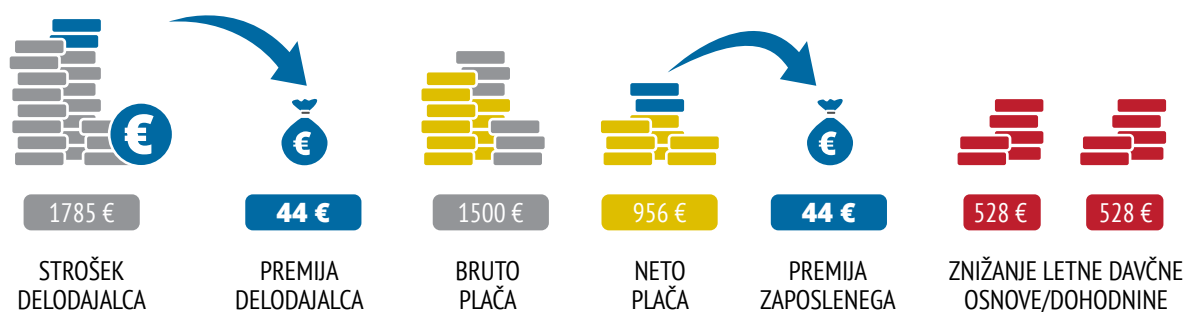 €
€
€
1785 €
44 €
1500 €
956 €
44 €
528 €
528 €
STROŠEK
DELODAJALCA
PREMIJA
DELODAJALCA
BRUTO
PLAČA
NETO
PLAČA
PREMIJA
ZAPOSLENEGA
ZNIŽANJE LETNE DAVČNE
OSNOVE/DOHODNINE